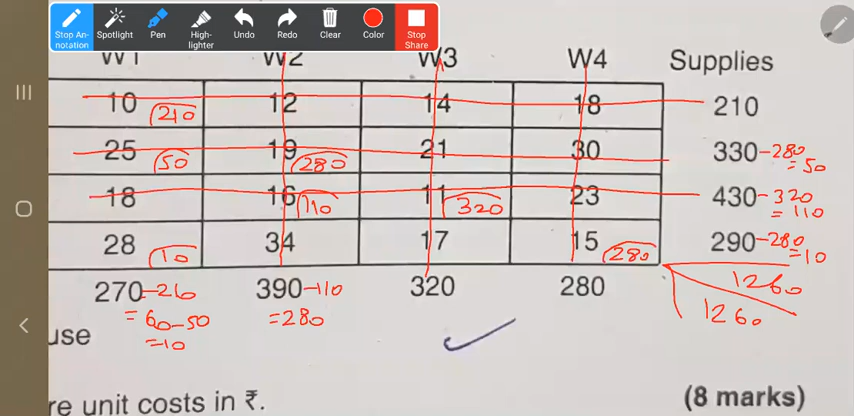 Stop An-
notation
Spotlight
Pen
High-
lighter
Undo
Redo
Clear
Color
Stop
Share
W1 W2 W3 W4 Supplies
10 210 12 14 18 210
25 50 19 280 21 30 330-280
= 50
18 16 110 11 320 23 430-320
= 110
28 10 34 17 15 280 290-280
=10
270-210 390-110 320 280 1260
= 60-50 =280 1260
=10
use
re unit costs in ₹.
(8 marks)